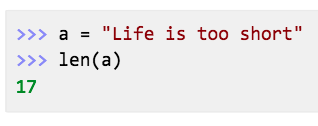 >>> a = "Life is too short"
>>> len(a)
17